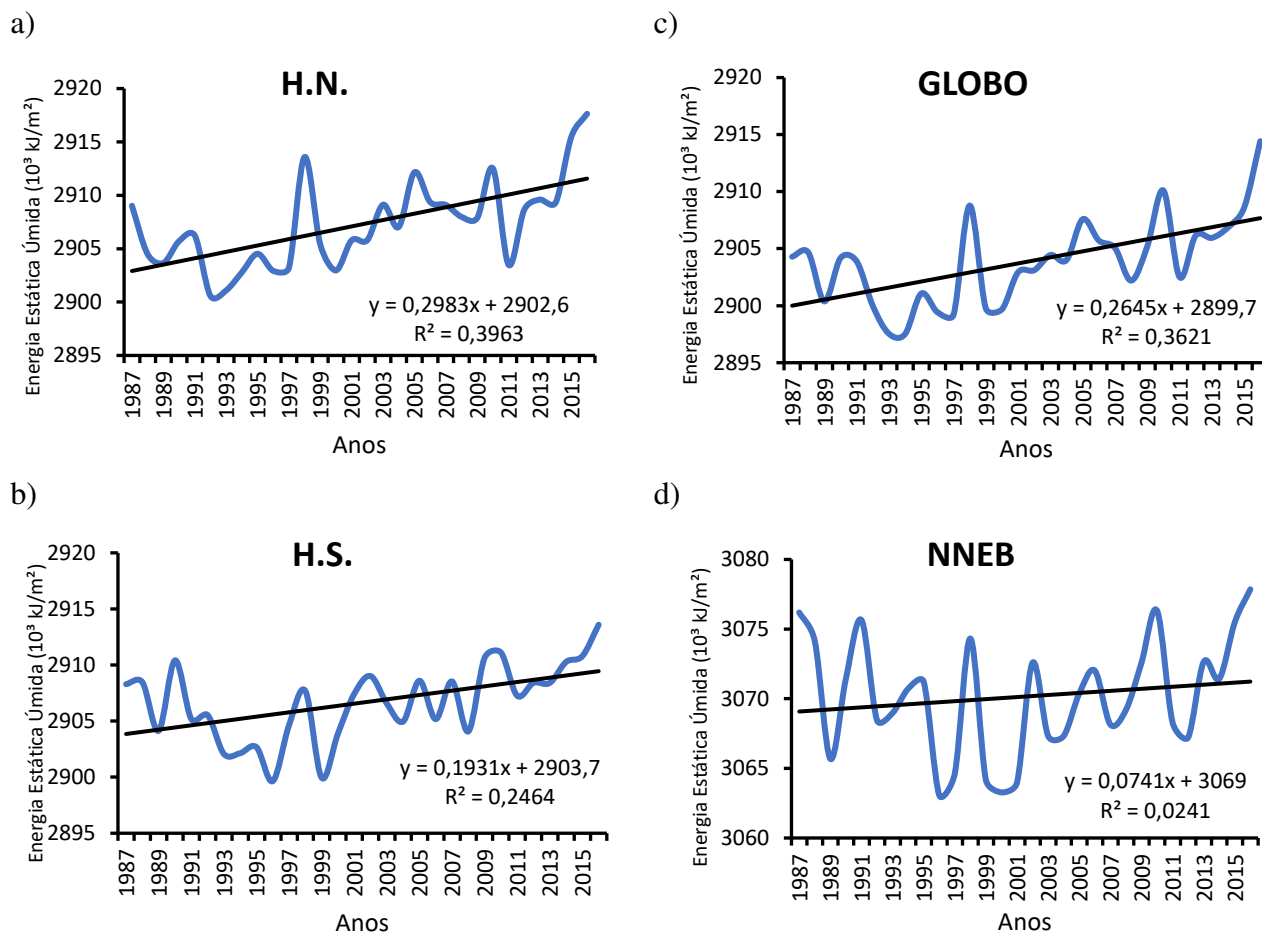 a)
H.N.
Energia Estática Úmida (10³ kJ/m²)
2920
2915
2910
2905
2900
2895
y = 0,2983x + 2902,6
R² = 0,3963
1987 1989 1991 1993 1995 1997 1999 2001 2003 2005 2007 2009 2011 2013 2015
Anos
c)
GLOBO
Energia Estática Úmida (10³ kJ/m²)
2920
2915
2910
2905
2900
2895
y = 0,2645x + 2899,7
R² = 0,3621
1987 1989 1991 1993 1995 1997 1999 2001 2003 2005 2007 2009 2011 2013 2015
Anos
b)
H.S.
Energia Estática Úmida (10³ kJ/m²)
2920
2915
2910
2905
2900
2895
y = 0,1931x + 2903,7
R² = 0,2464
1987 1989 1991 1993 1995 1997 1999 2001 2003 2005 2007 2009 2011 2013 2015
Anos
d)
NNEB
Energia Estática Úmida (10³ kJ/m²)
3080
3075
3070
3065
3060
y = 0,0741x + 3069
R² = 0,0241
1987 1989 1991 1993 1995 1997 1999 2001 2003 2005 2007 2009 2011 2013 2015
Anos